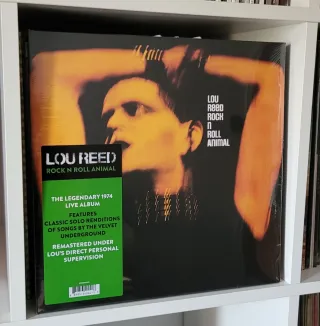 LOU
REED
ROCK
N
ROLL
ANIMAL
LOU REED
ROCK N ROLL ANIMAL
THE LEGENDARY 1974
LIVE ALBUM
FEATURES
CLASSIC SOLO RENDITIONS
OF SONGS BY THE VELVET
UNDERGROUND
REMASTERED UNDER
LOU'S DIRECT PERSONAL
SUPERVISION